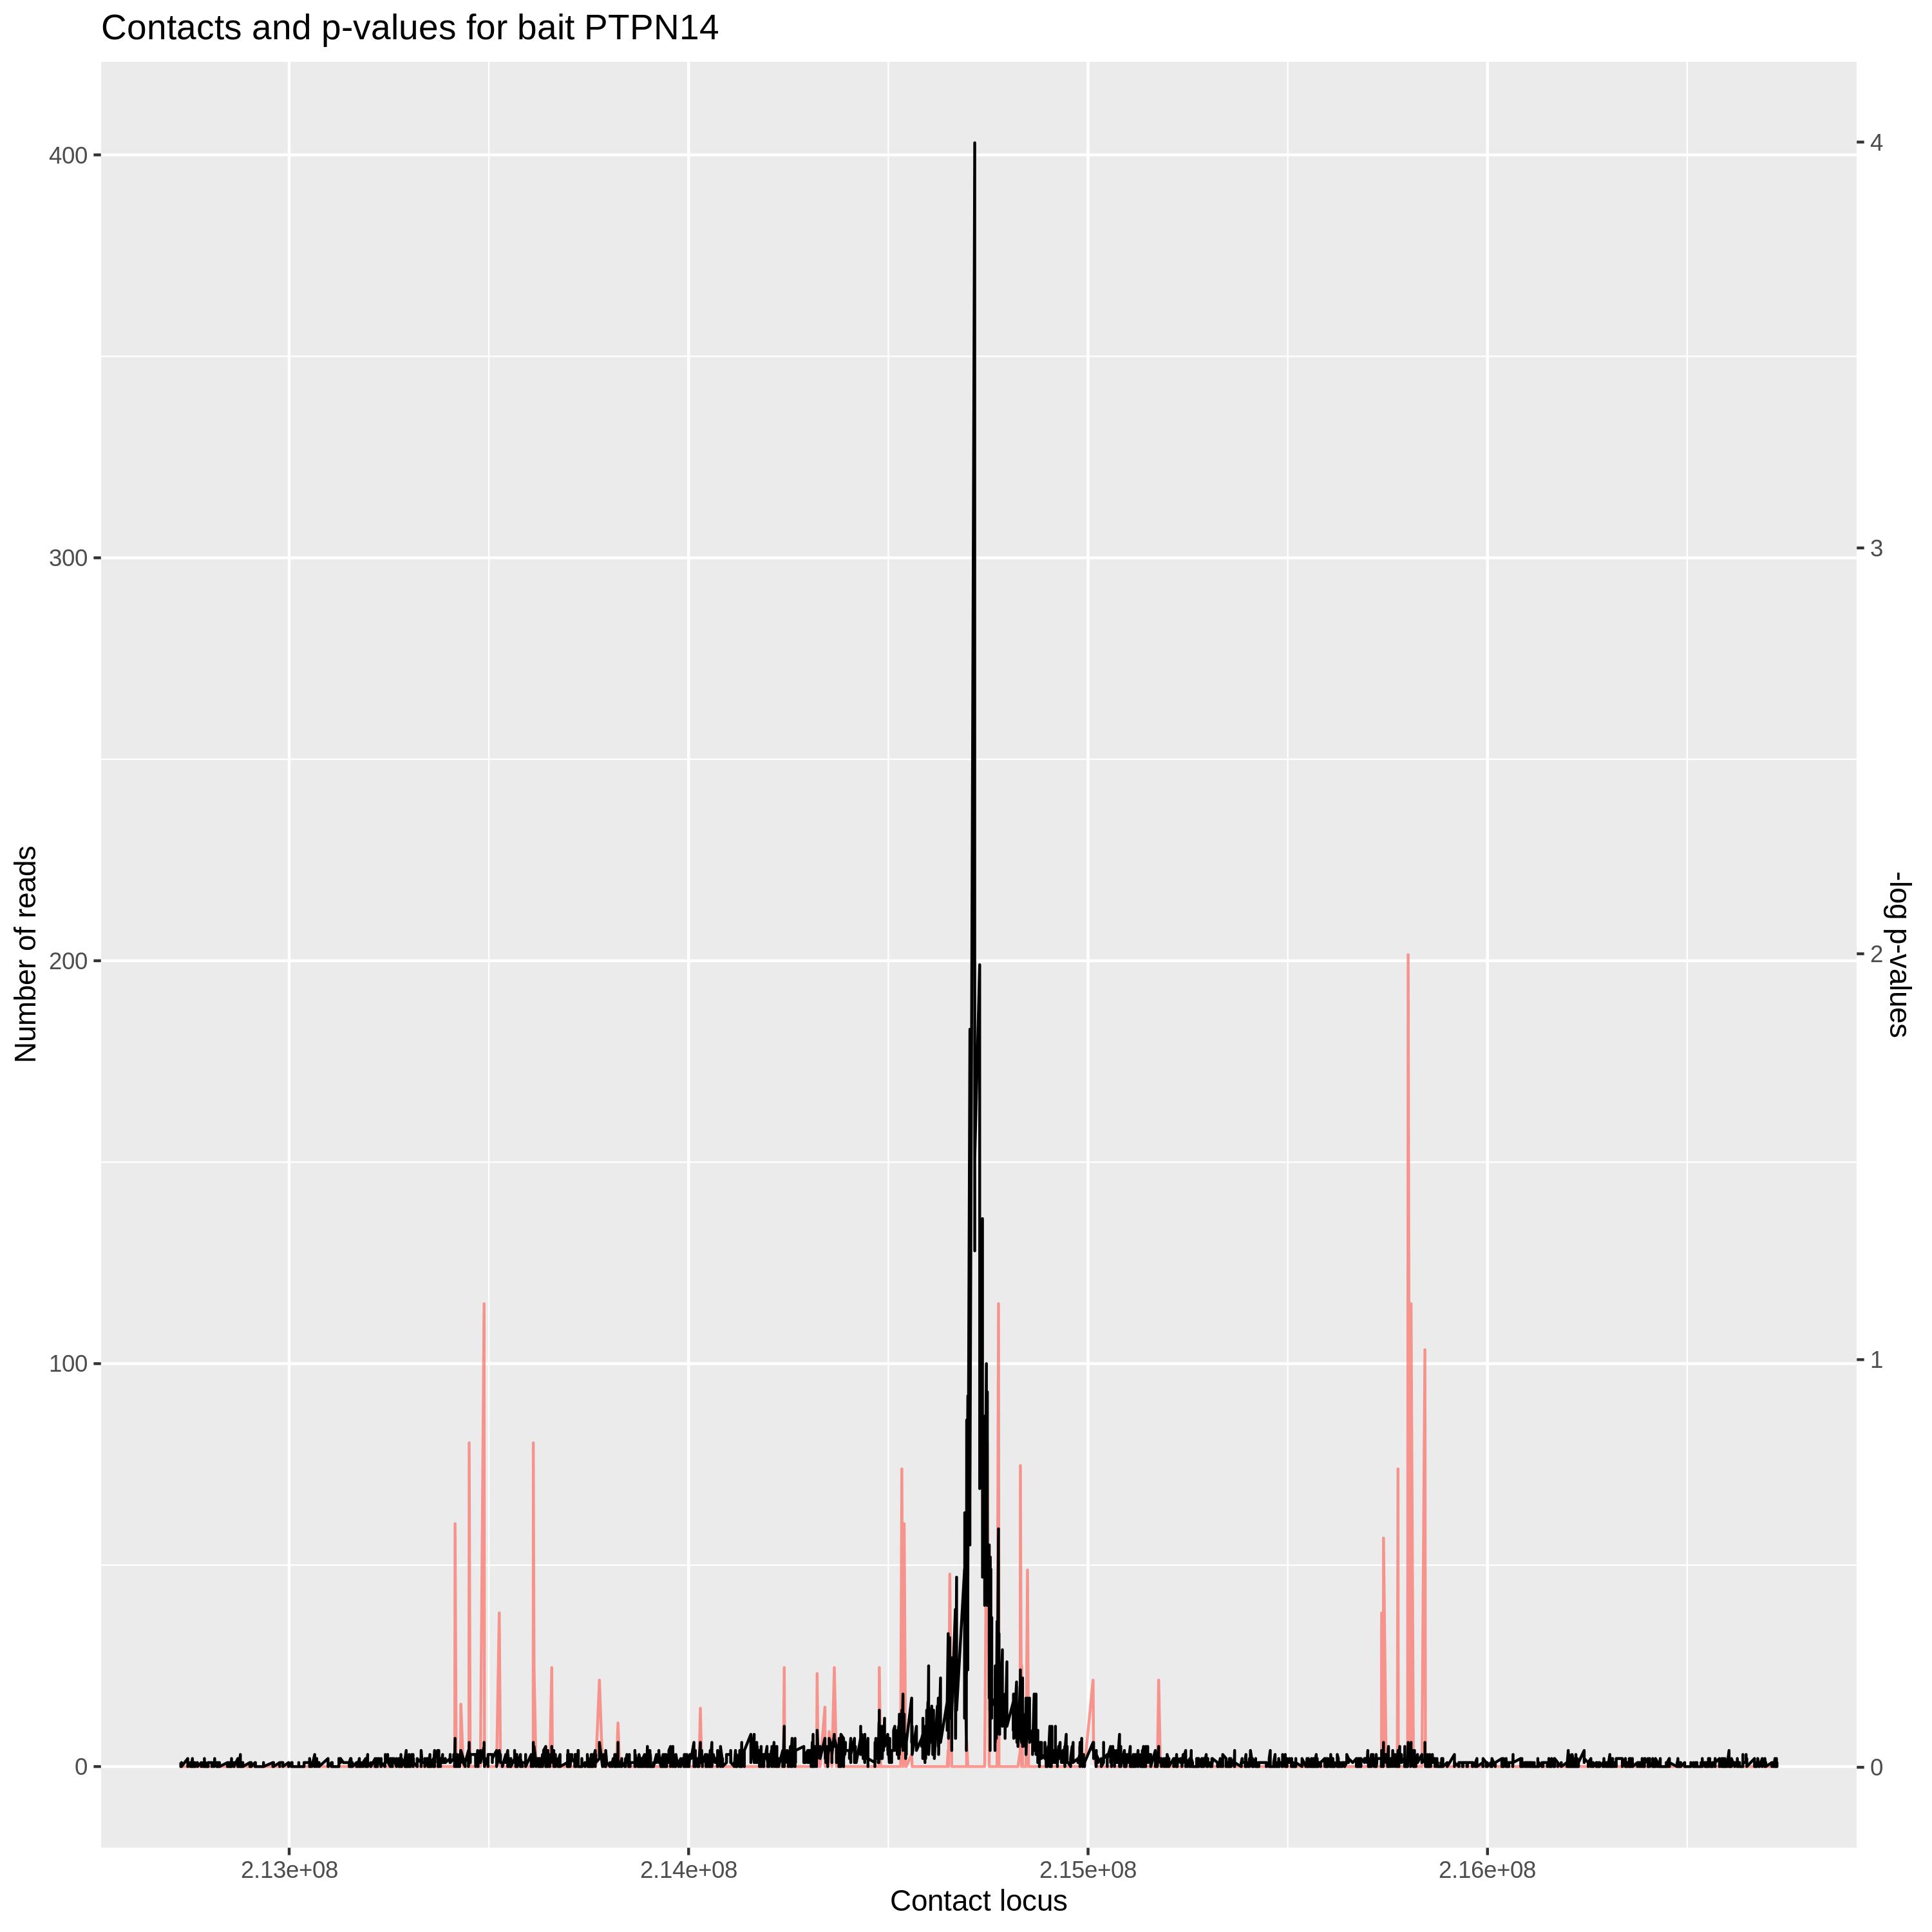 Contacts and p-values for bait PTPN14
400
300
200
100
0
Number of reads
4
3
2
1
0
-log p-values
2.13e+08
2.14e+08
2.15e+08
2.16e+08
Contact locus